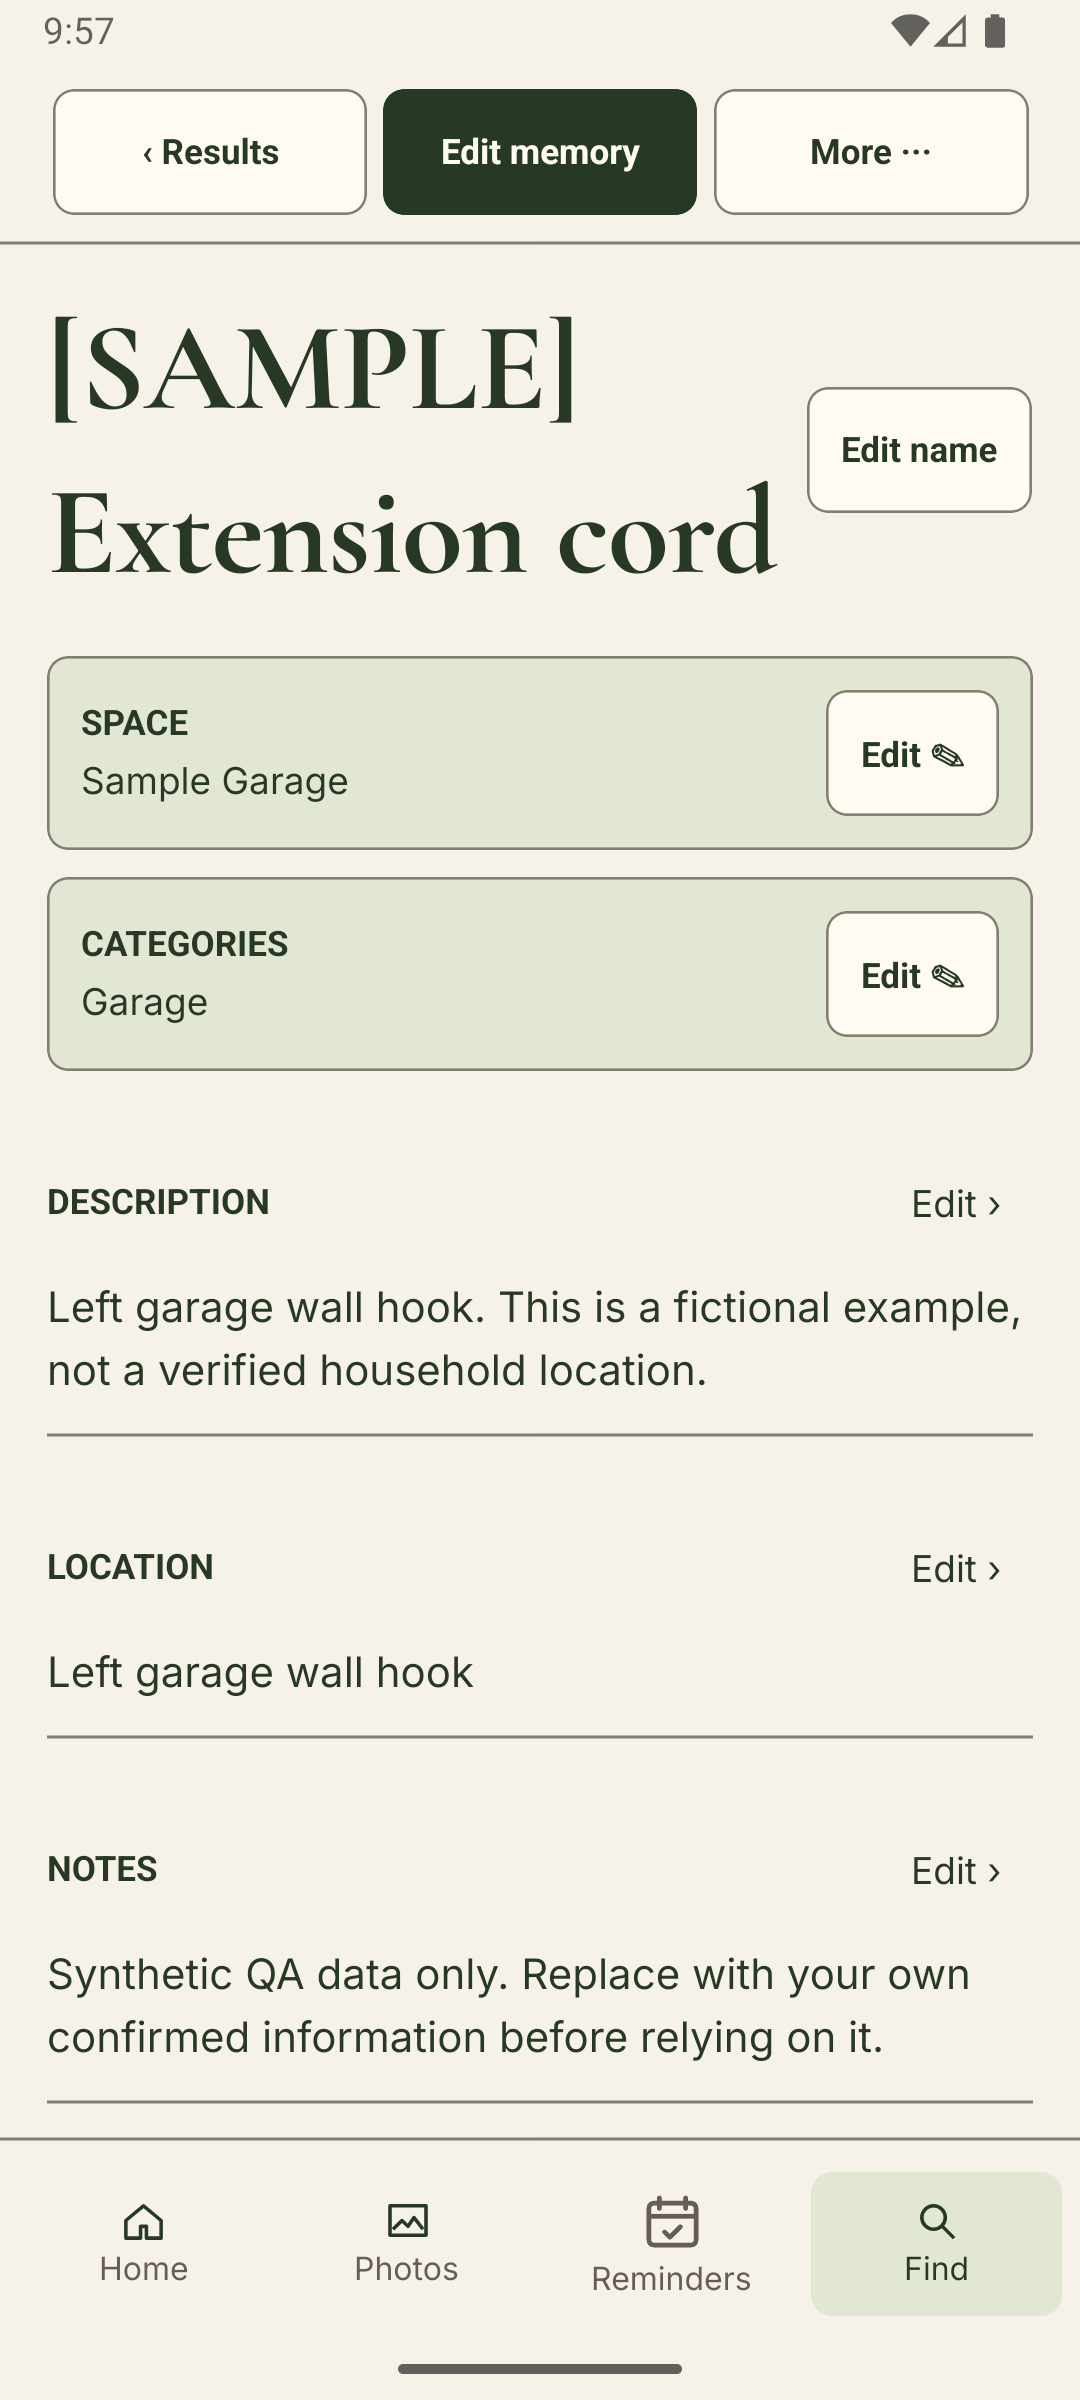 9:57
‹ Results
Edit memory
More ···
[SAMPLE]
Extension cord
Edit name
SPACE
Sample Garage
Edit ✎
CATEGORIES
Garage
Edit ✎
DESCRIPTION
Edit ›
Left garage wall hook. This is a fictional example,
not a verified household location.
LOCATION
Edit ›
Left garage wall hook
NOTES
Edit ›
Synthetic QA data only. Replace with your own
confirmed information before relying on it.
Home
Photos
Reminders
Find